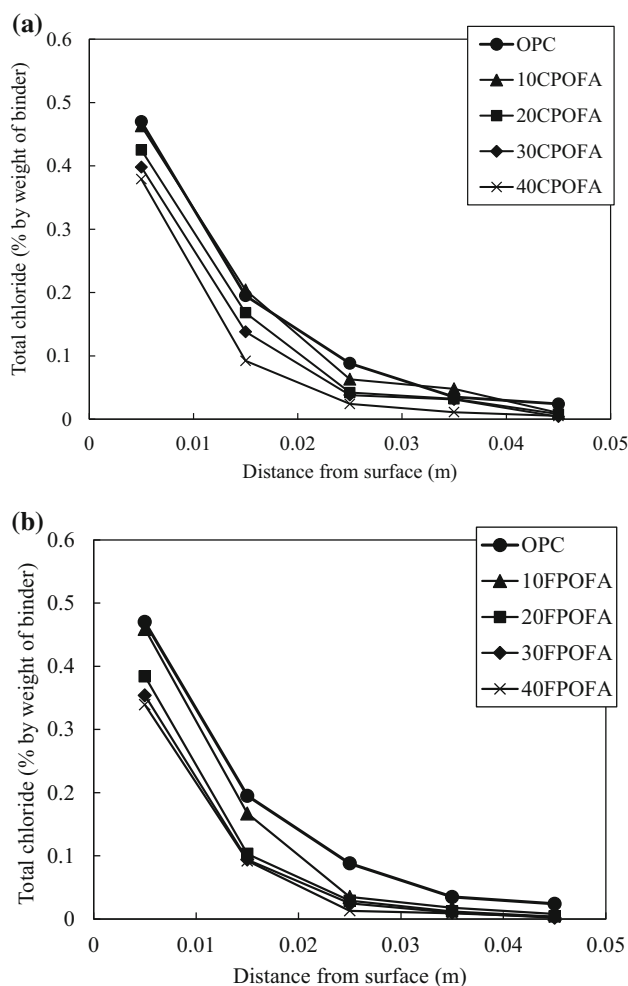 (a)
0.6
0.5
0.4
0.3
0.2
0.1
0
Total chloride (% by weight of binder)
OPC
10CPOFA
20CPOFA
30CPOFA
40CPOFA
0 0.01 0.02 0.03 0.04 0.05
Distance from surface (m)
(b)
0.6
0.5
0.4
0.3
0.2
0.1
0
Total chloride (% by weight of binder)
OPC
10FPOFA
20FPOFA
30FPOFA
40FPOFA
0 0.01 0.02 0.03 0.04 0.05
Distance from surface (m)